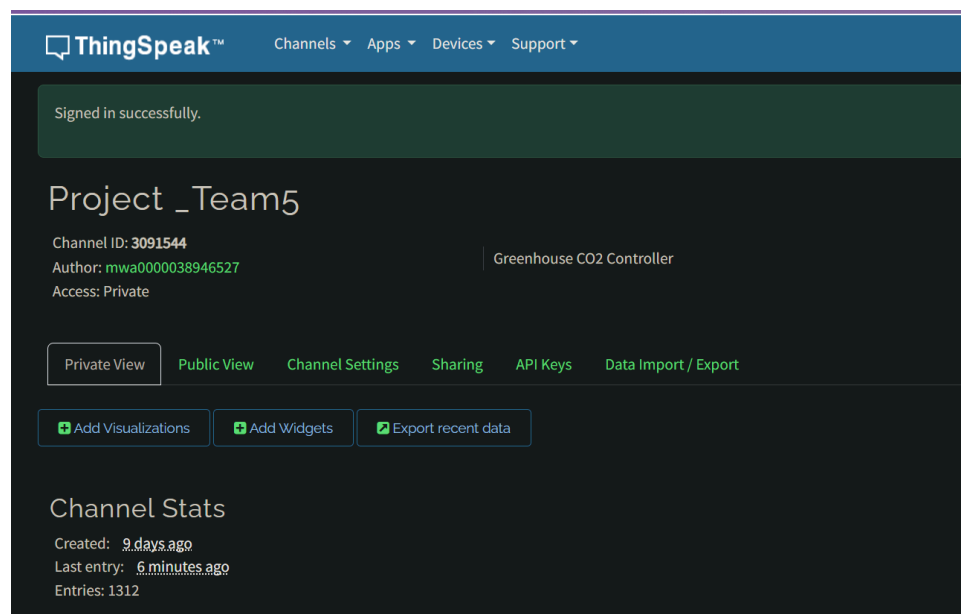 ThingSpeak™ Channels Apps Devices Support
Signed in successfully.
Project _Team5
Channel ID: 3091544
Author: mwa0000038946527
Greenhouse CO2 Controller
Access: Private
Private View Public View Channel Settings Sharing API Keys Data Import / Export
Add Visualizations Add Widgets Export recent data
Channel Stats
Created: 9 days ago
Last entry: 6 minutes ago
Entries: 1312